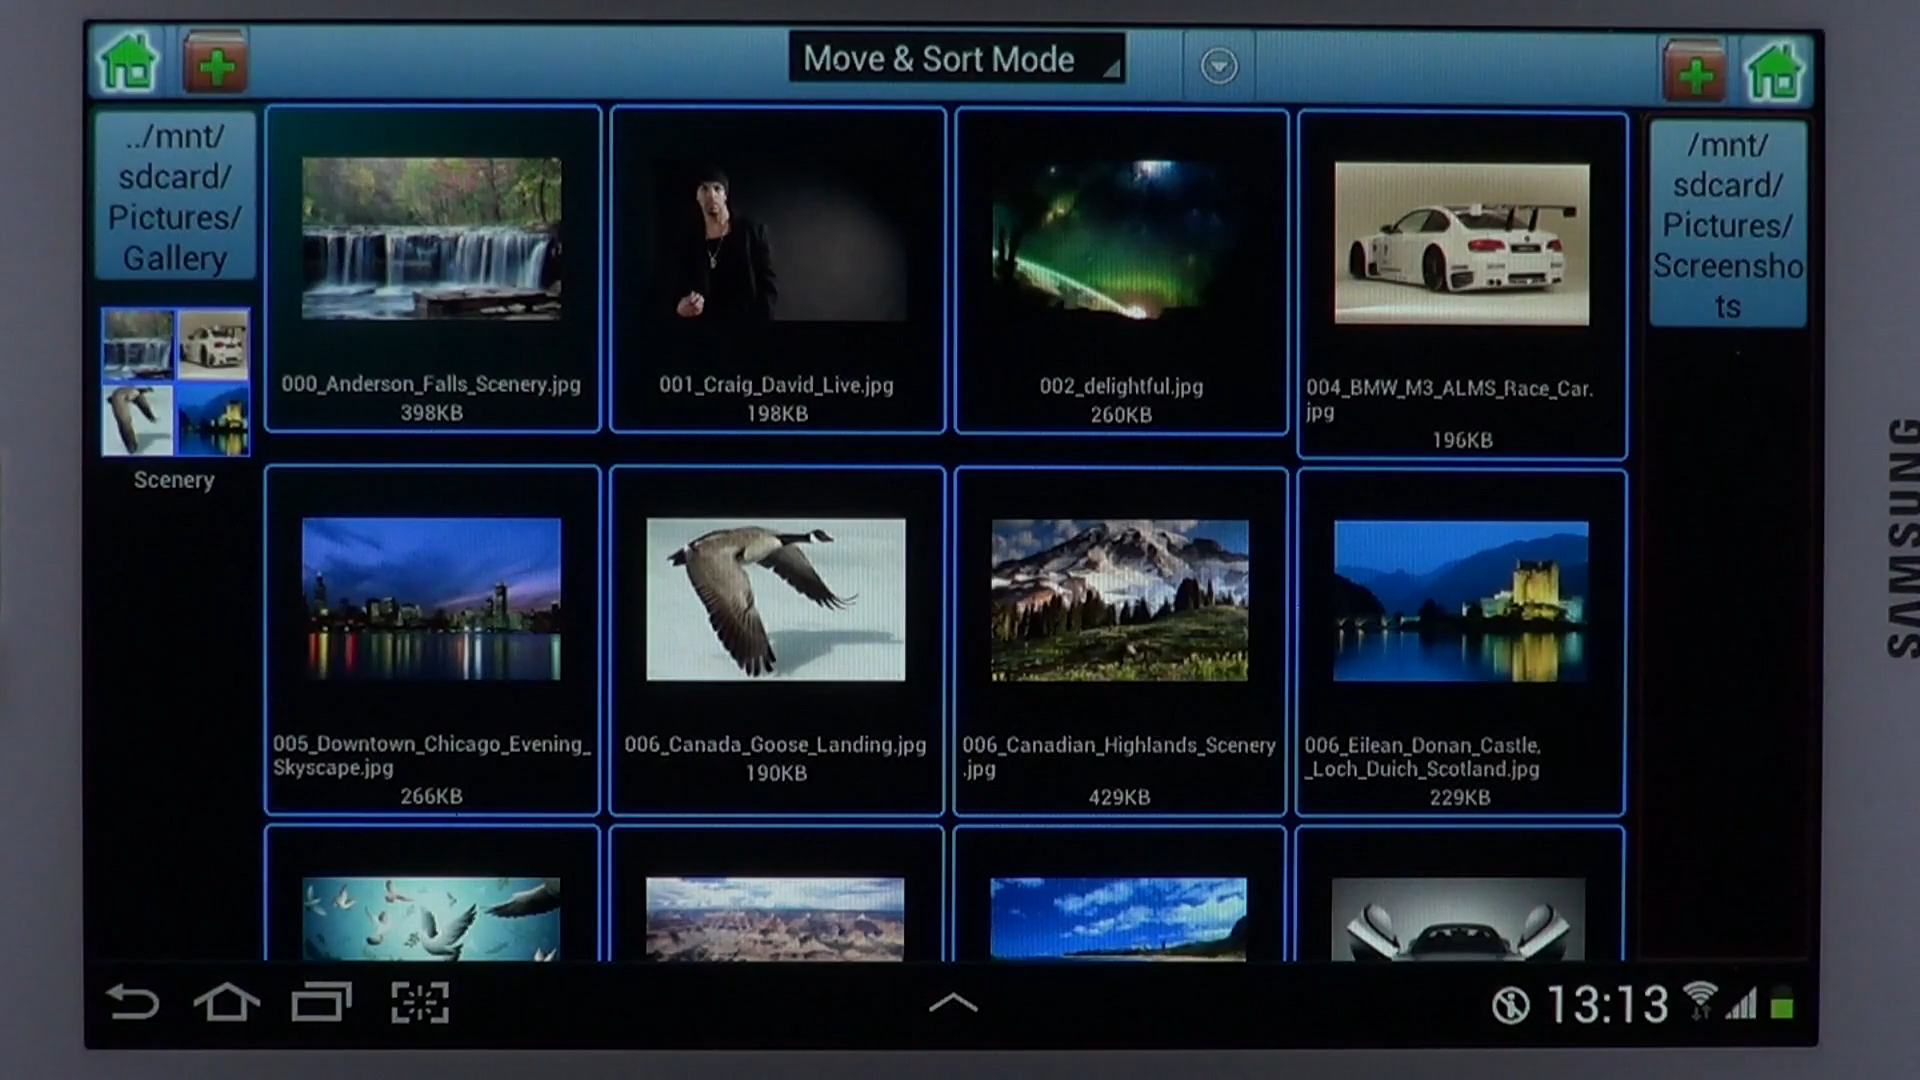 Move & Sort Mode
../mnt/
sdcard/
Pictures/
Gallery
Scenery
000_Anderson_Falls_Scenery.jpg
398KB
001_Craig_David_Live.jpg
198KB
002_delightful.jpg
260KB
004_BMW_M3_ALMS_Race_Car.
jpg
196KB
/mnt/
sdcard/
Pictures/
Screensho
ts
005_Downtown_Chicago_Evening_
Skyscape.jpg
266KB
006_Canada_Goose_Landing.jpg
190KB
006_Canadian_Highlands_Scenery
.jpg
429KB
006_Eilean_Donan_Castle,
_Loch_Duich_Scotland.jpg
229KB
SAMSUNG
13:13